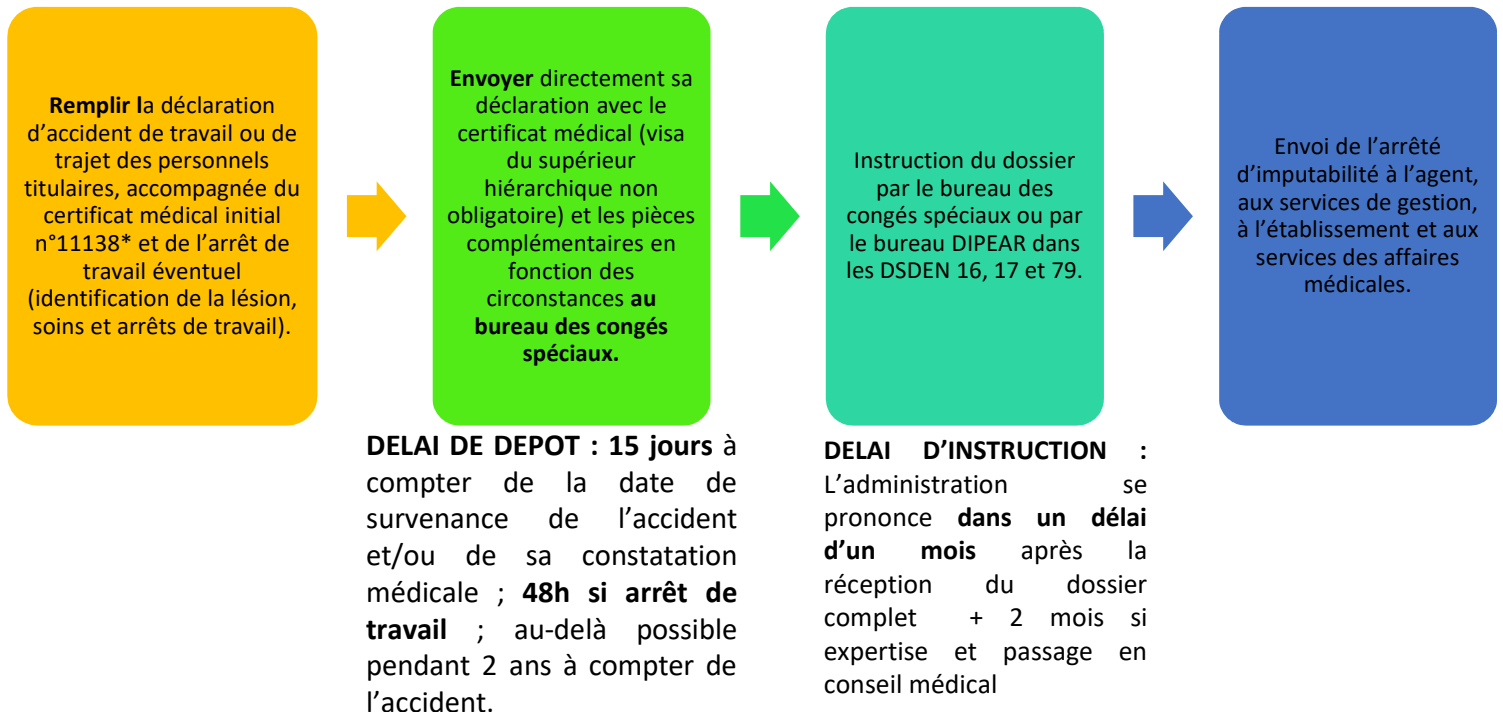 Remplir la déclaration
d’accident de travail ou de
trajet des personnels
titulaires, accompagnée du
certificat médical initial
n°11138* et de l’arrêt de
travail éventuel
(identification de la lésion,
soins et arrêts de travail).
Envoyer directement sa
déclaration avec le
certificat médical (visa
du supérieur
hiérarchique non
obligatoire) et les pièces
complémentaires en
fonction des
circonstances au
bureau des congés
spéciaux.
Instruction du dossier
par le bureau des
congés spéciaux ou par
le bureau DIPEAR dans
les DSDEN 16, 17 et 79.
Envoi de l’arrêté
d’imputabilité à l’agent,
aux services de gestion,
à l’établissement et aux
services des affaires
médicales.
DELAI DE DEPOT : 15 jours à
compter de la date de
survenance de l’accident
et/ou de sa constatation
médicale ; 48h si arrêt de
travail ; au-delà possible
pendant 2 ans à compter de
l’accident.
DELAI D’INSTRUCTION :
L’administration se
prononce dans un délai
d’un mois après la
réception du dossier
complet + 2 mois si
expertise et passage en
conseil médical